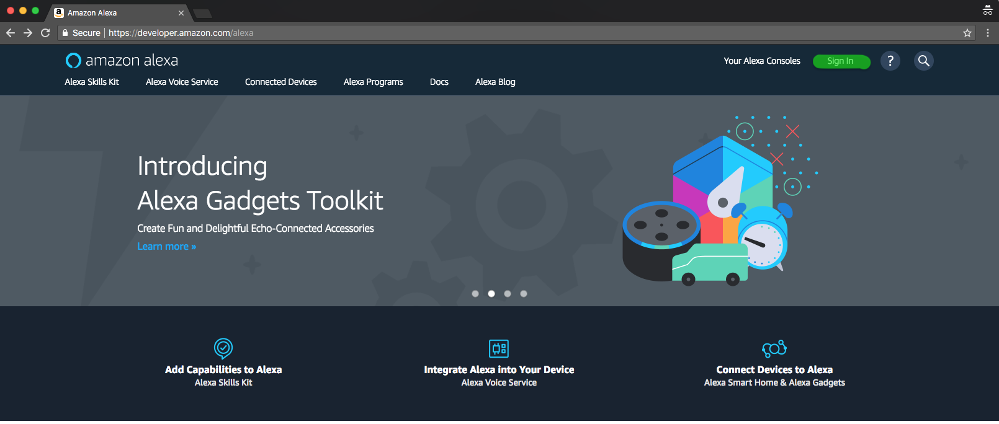 Amazon Alexa
Secure https://developer.amazon.com/alexa
amazon alexa
Your Alexa Consoles Sign In ?
Alexa Skills Kit Alexa Voice Service Connected Devices Alexa Programs Docs Alexa Blog
Introducing
Alexa Gadgets Toolkit
Create Fun and Delightful Echo-Connected Accessories
Learn more »
Add Capabilities to Alexa
Alexa Skills Kit
Integrate Alexa into Your Device
Alexa Voice Service
Connect Devices to Alexa
Alexa Smart Home & Alexa Gadgets